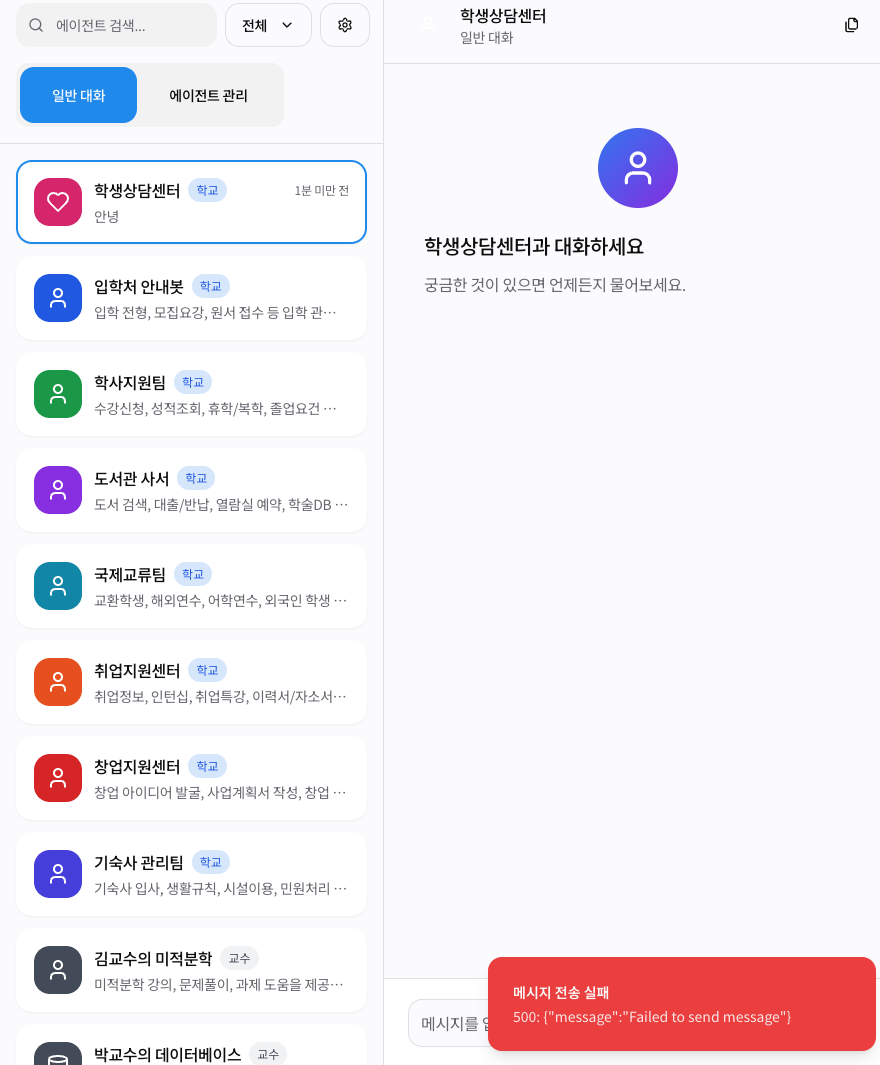 에이전트 검색...
전체
일반 대화
에이전트 관리
학생상담센터 학교 1분 미만 전
안녕
입학처 안내봇 학교
입학 전형, 모집요강, 원서 접수 등 입학 관…
학사지원팀 학교
수강신청, 성적조회, 휴학/복학, 졸업요건 …
도서관 사서 학교
도서 검색, 대출/반납, 열람실 예약, 학술DB …
국제교류팀 학교
교환학생, 해외연수, 어학연수, 외국인 학생 …
취업지원센터 학교
취업정보, 인턴십, 취업특강, 이력서/자소서…
창업지원센터 학교
창업 아이디어 발굴, 사업계획서 작성, 창업 …
기숙사 관리팀 학교
기숙사 입사, 생활규칙, 시설이용, 민원처리 …
김교수의 미적분학 교수
미적분학 강의, 문제풀이, 과제 도움을 제공…
박교수의 데이터베이스 교수
학생상담센터
일반 대화
학생상담센터과 대화하세요
궁금한 것이 있으면 언제든지 물어보세요.
메시지를
메시지 전송 실패
500: {"message":"Failed to send message"}